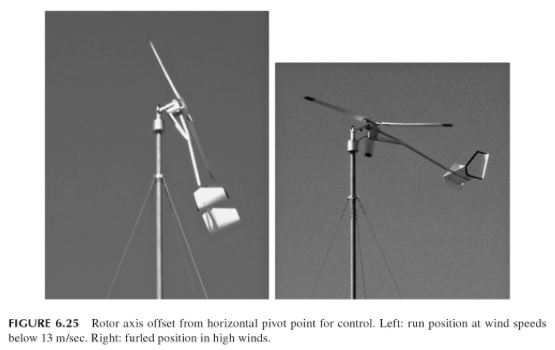 FIGURE 6.25 Rotor axis offset from horizontal pivot point for control. Left: run position at wind speeds
below 13 m/sec. Right: furled position in high winds.